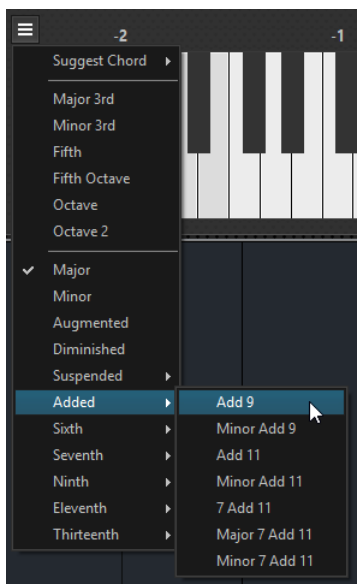 -2
-1
Suggest Chord
Major 3rd
Minor 3rd
Fifth
Fifth Octave
Octave
Octave 2
Major
Minor
Augmented
Diminished
Suspended
Added
Sixth
Seventh
Ninth
Eleventh
Thirteenth
Add 9
Minor Add 9
Add 11
Minor Add 11
7 Add 11
Major 7 Add 11
Minor 7 Add 11